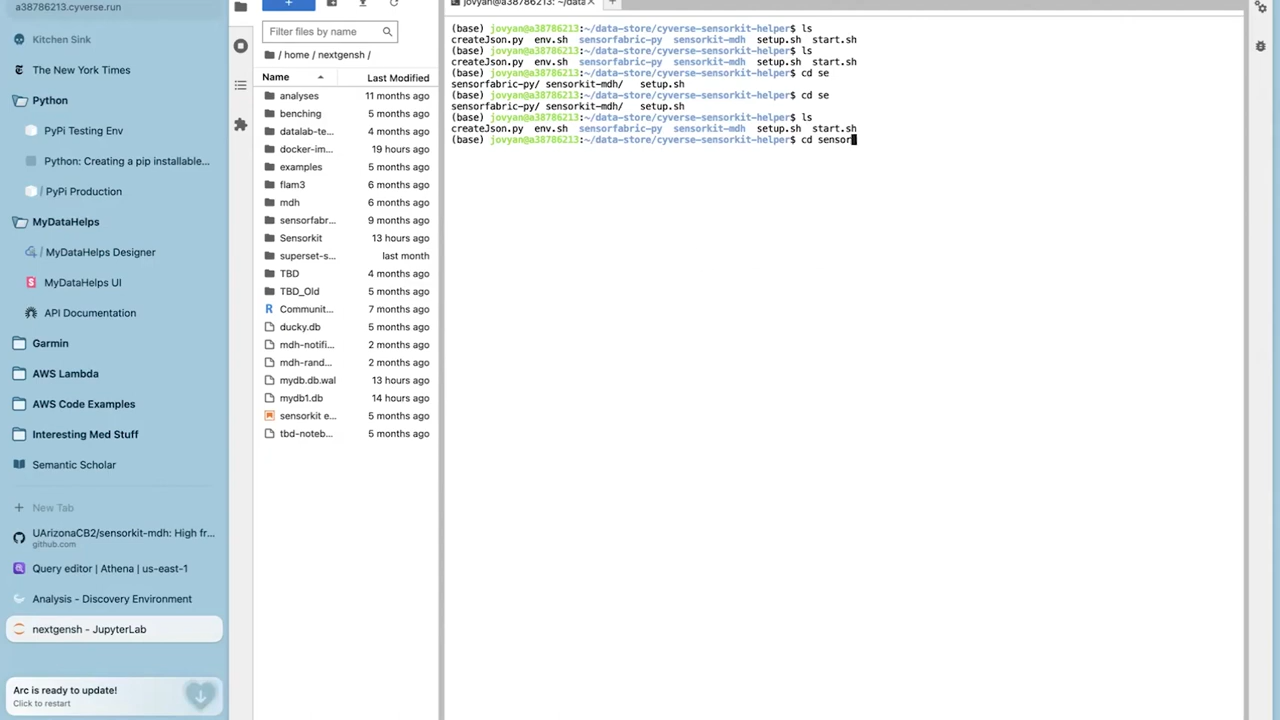 a38786213.cyverse.run
Kitchen Sink
The New York Times
Python
PyPi Testing Env
Python: Creating a pip installable...
/ PyPi Production
MyDataHelps
/ MyDataHelps Designer
MyDataHelps UI
API Documentation
Garmin
AWS Lambda
AWS Code Examples
Interesting Med Stuff
Semantic Scholar
+ New Tab
UArizonaCB2/sensorkit-mdh: High fr...
github.com
Query editor | Athena | us-east-1
Analysis - Discovery Environment
nextgensh - JupyterLab
Arc is ready to update!
Click to restart
Filter files by name
/ home / nextgensh /
Name Last Modified
analyses 11 months ago
benching 5 months ago
datalab-te... 4 months ago
docker-im... 19 hours ago
examples 5 months ago
flam3 6 months ago
mdh 6 months ago
sensorfabr... 9 months ago
Sensorkit 13 hours ago
superset-s... last month
TBD 4 months ago
TBD_Old 5 months ago
Communit... 7 months ago
ducky.db 5 months ago
mdh-notifi... 2 months ago
mdh-rand... 2 months ago
mydb.db.wal 13 hours ago
mydb1.db 14 hours ago
sensorkit e... 5 months ago
tbd-noteb... 5 months ago
jovyan@a38786213: ~/data
(base) jovyan@a38786213:~/data-store/cyverse-sensorkit-helper$ ls
createJson.py env.sh sensorfabric-py sensorkit-mdh setup.sh start.sh
(base) jovyan@a38786213:~/data-store/cyverse-sensorkit-helper$ ls
createJson.py env.sh sensorfabric-py sensorkit-mdh setup.sh start.sh
(base) jovyan@a38786213:~/data-store/cyverse-sensorkit-helper$ cd se
sensorfabric-py/ sensorkit-mdh/ setup.sh
(base) jovyan@a38786213:~/data-store/cyverse-sensorkit-helper$ cd se
sensorfabric-py/ sensorkit-mdh/ setup.sh
(base) jovyan@a38786213:~/data-store/cyverse-sensorkit-helper$ ls
createJson.py env.sh sensorfabric-py sensorkit-mdh setup.sh start.sh
(base) jovyan@a38786213:~/data-store/cyverse-sensorkit-helper$ cd sensor